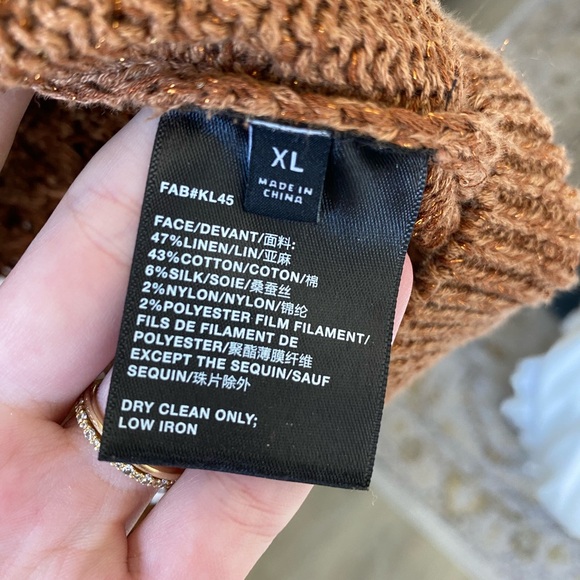 XL
MADE IN
CHINA
FAB#KL45
FACE/DEVANT/面料:
47%LINEN/LIN/亚麻
43%COTTON/COTON/棉
6%SILK/SOIE/桑蚕丝
2%NYLON/NYLON/锦纶
2%POLYESTER FILM FILAMENT/
FILS DE FILAMENT DE
POLYESTER/聚酯薄膜纤维
EXCEPT THE SEQUIN/SAUF
SEQUIN/珠片除外
DRY CLEAN ONLY;
LOW IRON